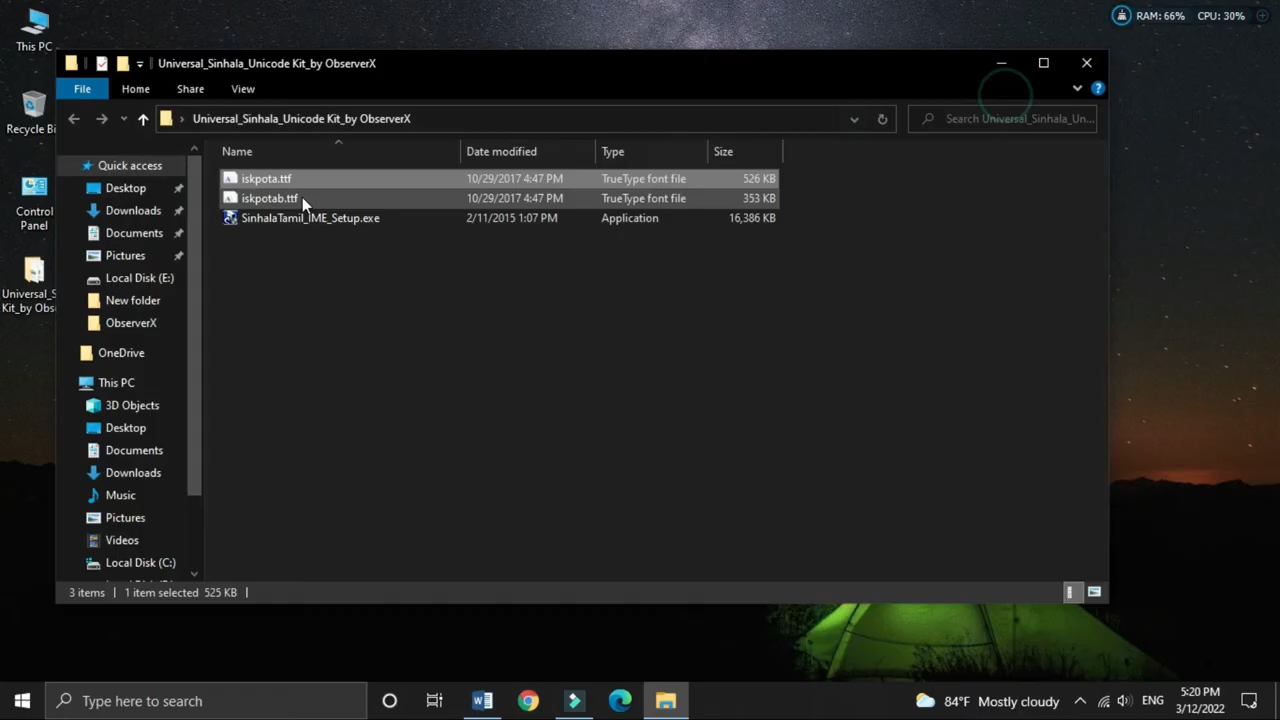 This PC
RAM: 66% CPU: 30%
Universal_Sinhala_Unicode Kit_by ObserverX
File Home Share View
Universal_Sinhala_Unicode Kit_by ObserverX
Search Universal_Sinhala_Un...
Name Date modified Type Size
iskpota.ttf 10/29/2017 4:47 PM TrueType font file 526 KB
iskpotab.ttf 10/29/2017 4:47 PM TrueType font file 353 KB
SinhalaTamil_IME_Setup.exe 2/11/2015 1:07 PM Application 16,386 KB
Recycle Bi
Control
Panel
Universal_S
Kit_by Obs
Quick access
Desktop
Downloads
Documents
Pictures
Local Disk (E:)
New folder
ObserverX
OneDrive
This PC
3D Objects
Desktop
Documents
Downloads
Music
Pictures
Videos
Local Disk (C:)
3 items 1 item selected 525 KB
Type here to search
84°F Mostly cloudy
ENG
5:20 PM
3/12/2022